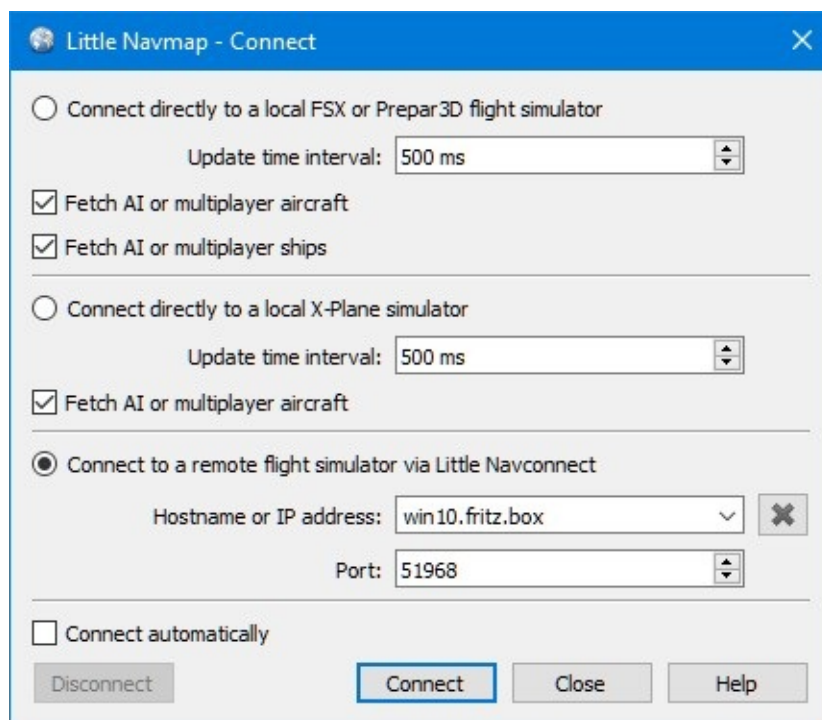 Little Navmap - Connect
Connect directly to a local FSX or Prepar3D flight simulator
Update time interval: 500 ms
Fetch AI or multiplayer aircraft
Fetch AI or multiplayer ships
Connect directly to a local X-Plane simulator
Update time interval: 500 ms
Fetch AI or multiplayer aircraft
Connect to a remote flight simulator via Little Navconnect
Hostname or IP address: win10.fritz.box
Port: 51968
Connect automatically
Disconnect Connect Close Help